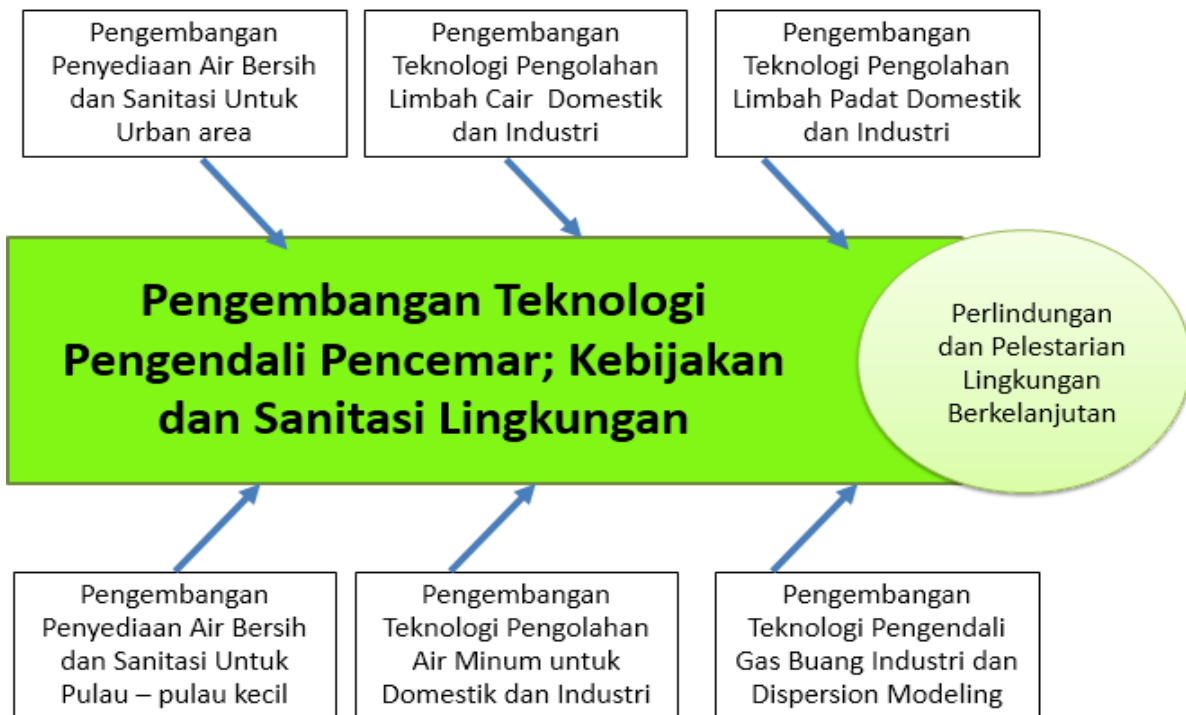 Pengembangan
Penyediaan Air Bersih
dan Sanitasi Untuk
Urban area
Pengembangan
Teknologi Pengolahan
Limbah Cair  Domestik
dan Industri
Pengembangan
Teknologi Pengolahan
Limbah Padat Domestik
dan Industri
Pengembangan Teknologi
Pengendali Pencemar; Kebijakan
dan Sanitasi Lingkungan
Perlindungan
dan Pelestarian
Lingkungan
Berkelanjutan
Pengembangan
Penyediaan Air Bersih
dan Sanitasi Untuk
Pulau – pulau kecil
Pengembangan
Teknologi Pengolahan
Air Minum untuk
Domestik dan Industri
Pengembangan
Teknologi Pengendali
Gas Buang Industri dan
Dispersion Modeling